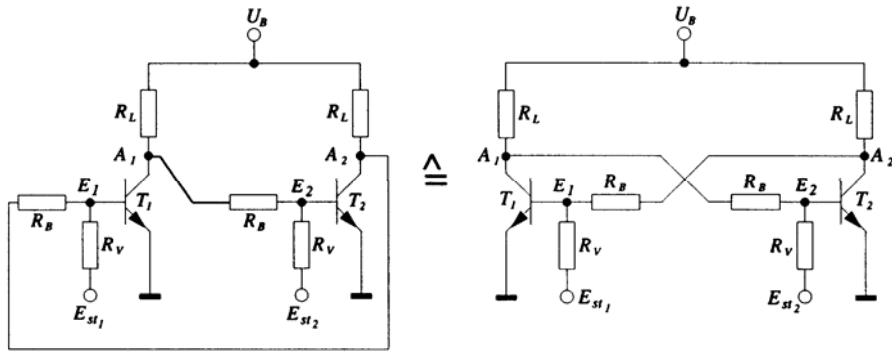 U_B U_B
R_L R_L R_L R_L
A_1 A_2 ≙ A_1 A_2
E_1 T_1 E_2 T_2 T_1 E_1 R_B R_B E_2 T_2
R_B R_B
R_V R_V R_V R_V
E_st1 E_st2 E_st1 E_st2